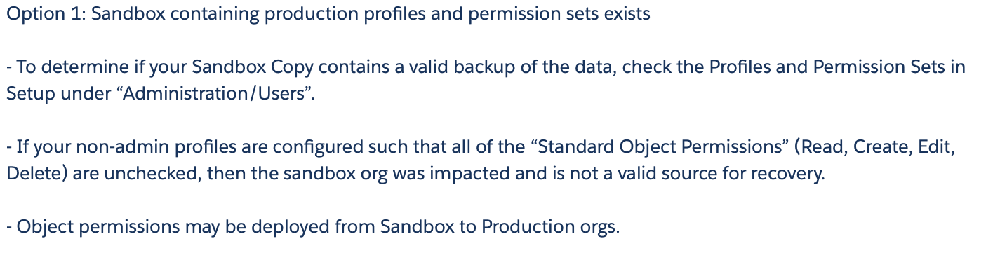 Option 1: Sandbox containing production profiles and permission sets exists
- To determine if your Sandbox Copy contains a valid backup of the data, check the Profiles and Permission Sets in
Setup under “Administration/Users”.
- If your non-admin profiles are configured such that all of the “Standard Object Permissions” (Read, Create, Edit,
Delete) are unchecked, then the sandbox org was impacted and is not a valid source for recovery.
- Object permissions may be deployed from Sandbox to Production orgs.